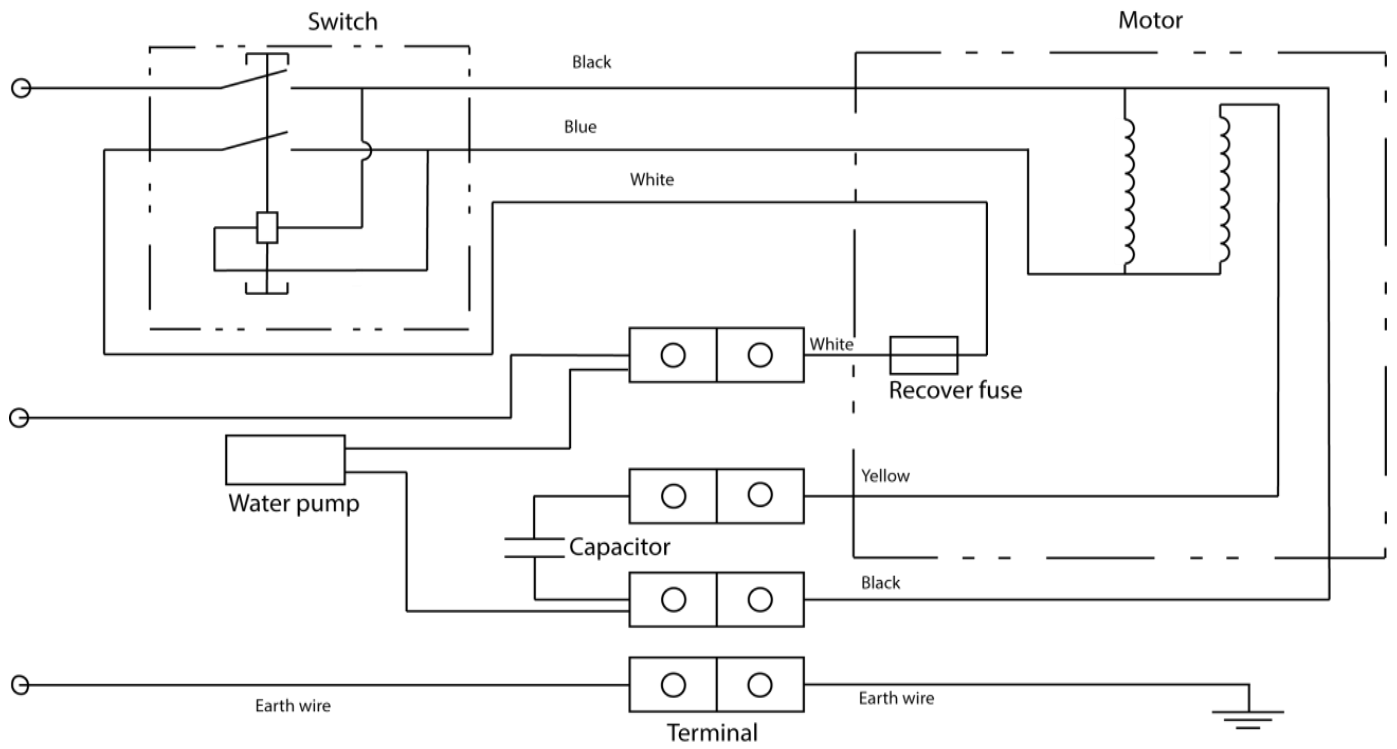 Switch
Motor
Black
Blue
White
White
Recover fuse
Water pump
Yellow
Capacitor
Black
Earth wire
Earth wire
Terminal